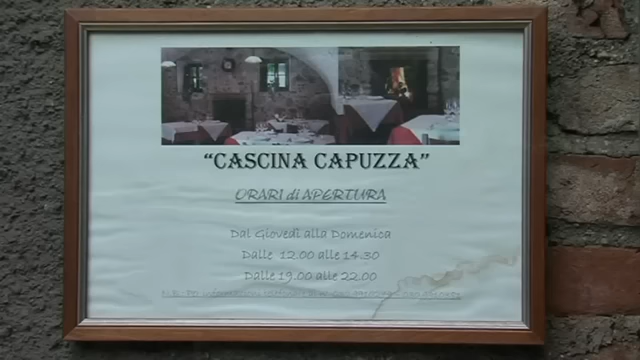 “CASCINA CAPUZZA”
ORARI di APERTURA
Dal Giovedì alla Domenica
Dalle 12.00 alle 14.30
Dalle 19.00 alle 22.00